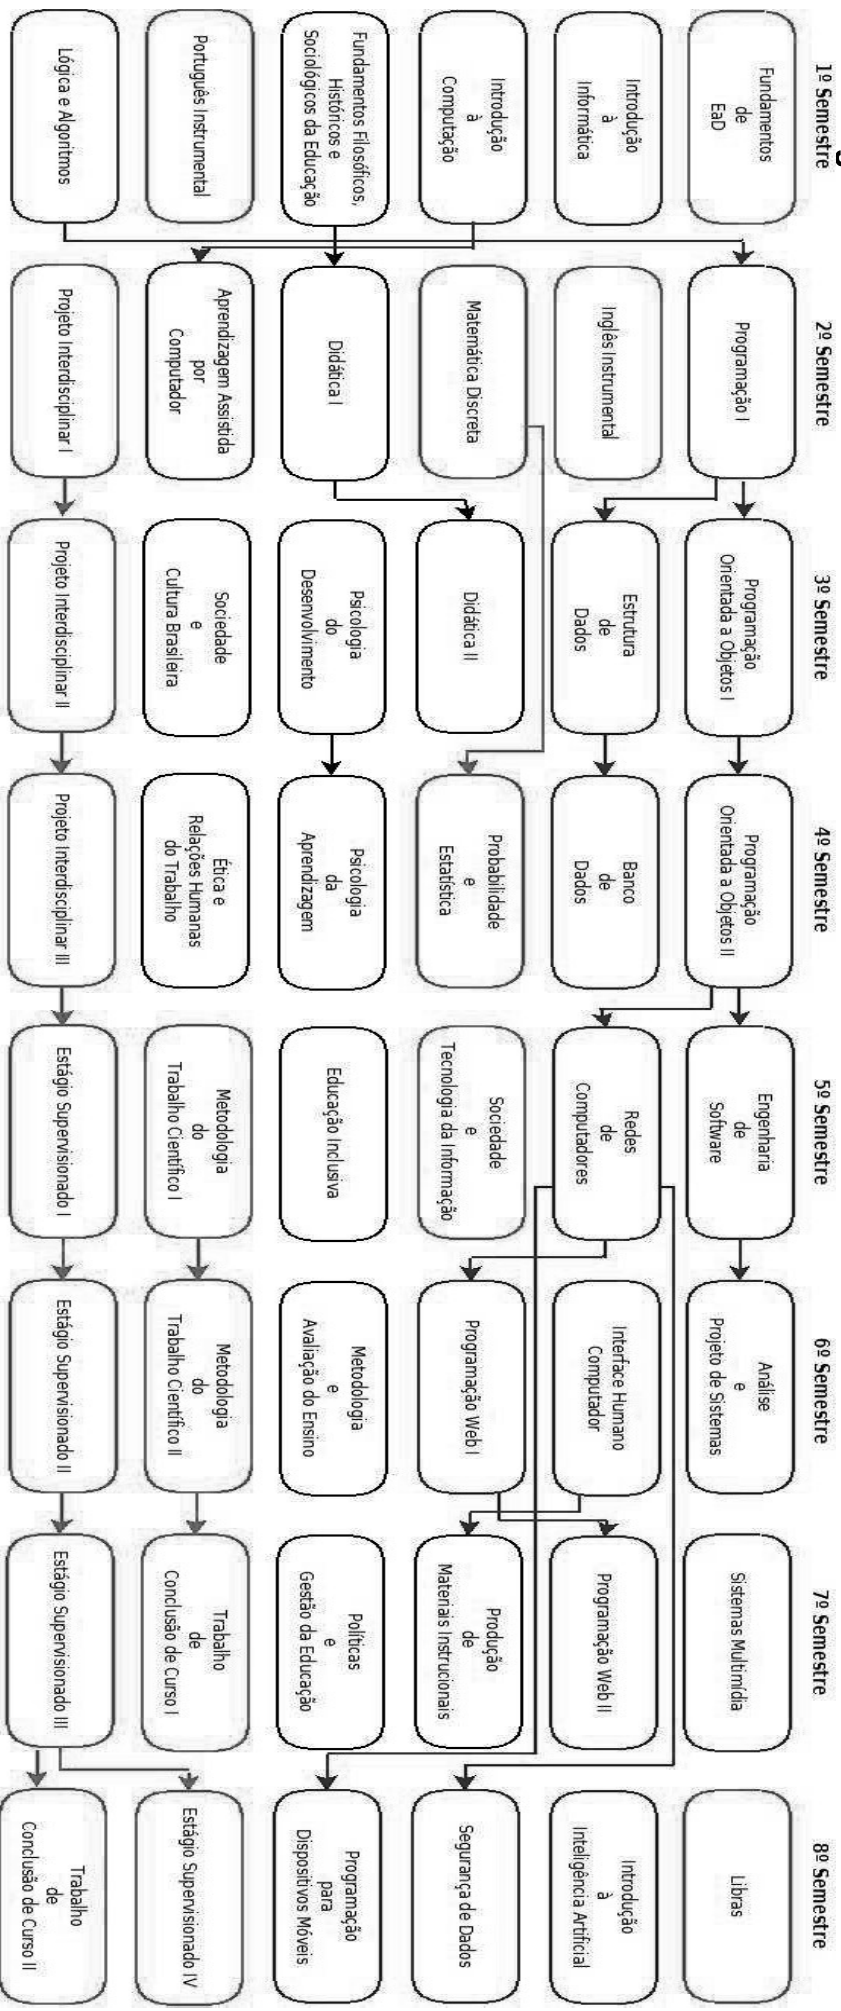 1º Semestre
Fundamentos
de
EaD
Introdução
à
Informática
Introdução
à
Computação
Fundamentos Filosóficos,
Históricos e
Sociológicos da Educação
Português Instrumental
Lógica e Algoritmos
2º Semestre
Programação I
Inglês Instrumental
Matemática Discreta
Didática I
Aprendizagem Assistida
por
Computador
Projeto Interdisciplinar I
3º Semestre
Programação
Orientada a Objetos I
Estrutura
de
Dados
Didática II
Psicologia
do
Desenvolvimento
Sociedade
e
Cultura Brasileira
Projeto Interdisciplinar II
4º Semestre
Programação
Orientada a Objetos II
Banco
de
Dados
Probabilidade
e
Estatística
Psicologia
da
Aprendizagem
Ética e
Relações Humanas
do Trabalho
Projeto Interdisciplinar III
5º Semestre
Engenharia
de
Software
Redes
de
Computadores
Sociedade
e
Tecnologia da Informação
Educação Inclusiva
Metodologia
do
Trabalho Científico I
Estágio Supervisionado I
6º Semestre
Análise
e
Projeto de Sistemas
Interface Humano
Computador
Programação Web I
Metodologia
e
Avaliação do Ensino
Metodologia
do
Trabalho Científico II
Estágio Supervisionado II
7º Semestre
Sistemas Multimídia
Programação Web II
Produção
de
Materiais Instrucionais
Políticas
e
Gestão da Educação
Trabalho
de
Conclusão de Curso I
Estágio Supervisionado III
8º Semestre
Libras
Introdução
à
Inteligência Artificial
Segurança de Dados
Programação
para
Dispositivos Móveis
Estágio Supervisionado IV
Trabalho
de
Conclusão de Curso II